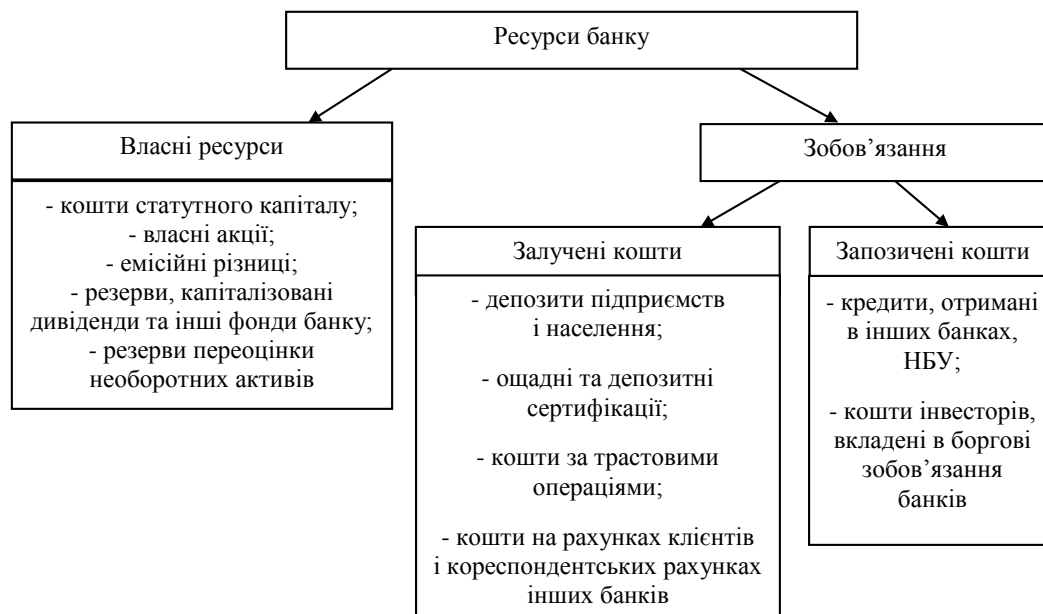 Ресурси банку
Власні ресурси
- кошти статутного капіталу;
- власні акції;
- емісійні різниці;
- резерви, капіталізовані
дивіденди та інші фонди банку;
- резерви переоцінки
необоротних активів
Зобов’язання
Залучені кошти
- депозити підприємств
і населення;
- ощадні та депозитні
сертифікації;
- кошти за трастовими
операціями;
- кошти на рахунках клієнтів
і кореспондентських рахунках
інших банків
Запозичені кошти
- кредити, отримані
в інших банках,
НБУ;
- кошти інвесторів,
вкладені в боргові
зобов’язання
банків